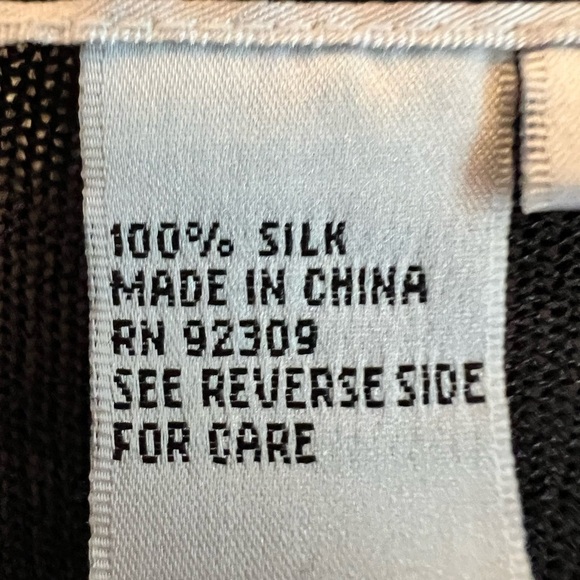 100% SILK
MADE IN CHINA
RN 92309
SEE REVERSE SIDE
FOR CARE